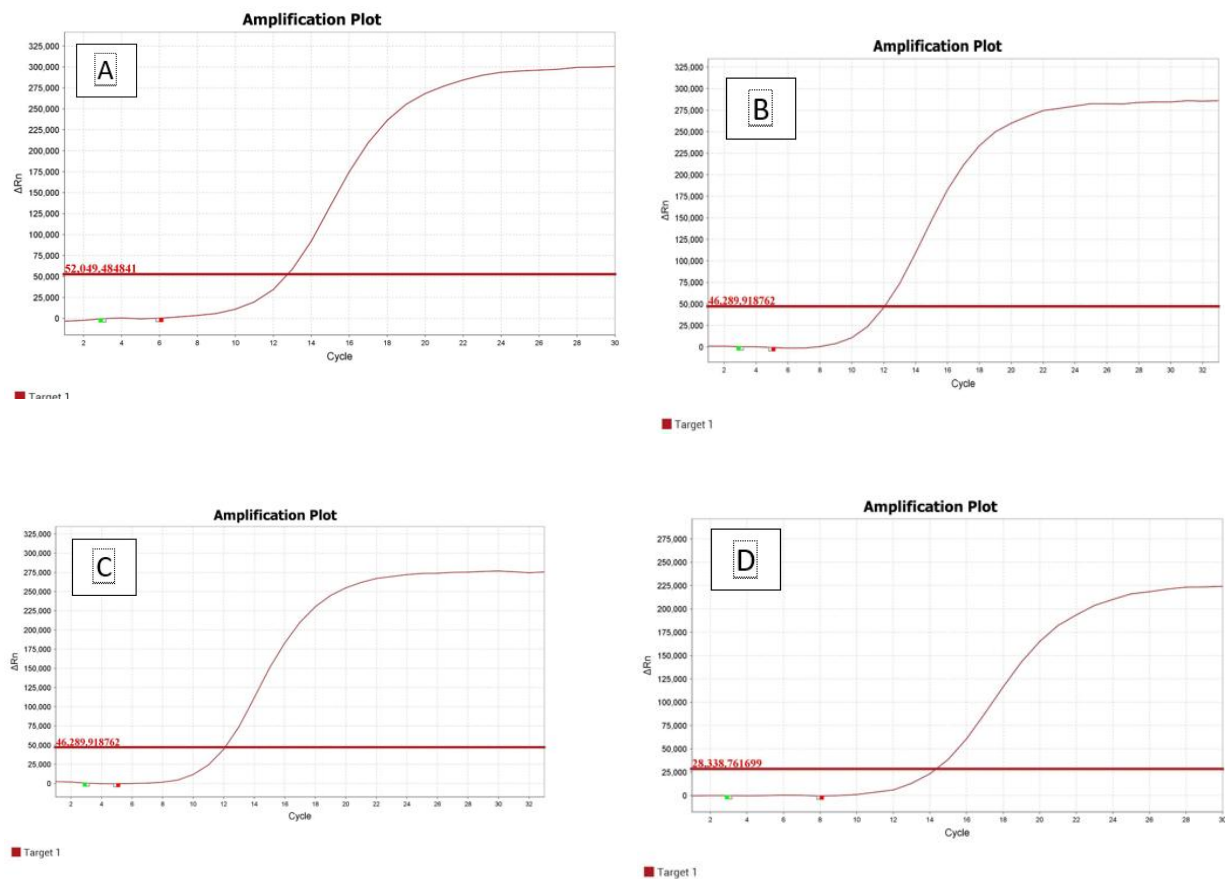 Amplification Plot
A
325,000
300,000
275,000
250,000
225,000
200,000
175,000
150,000
125,000
100,000
75,000
50,000
25,000
0
ΔRn
52,049.484841
2 4 6 8 10 12 14 16 18 20 22 24 26 28 30
Cycle
Target 1
Amplification Plot
B
325,000
300,000
275,000
250,000
225,000
200,000
175,000
150,000
125,000
100,000
75,000
50,000
25,000
0
ΔRn
46,289.918762
2 4 6 8 10 12 14 16 18 20 22 24 26 28 30 32
Cycle
Target 1
Amplification Plot
C
325,000
300,000
275,000
250,000
225,000
200,000
175,000
150,000
125,000
100,000
75,000
50,000
25,000
0
ΔRn
46,289.918762
2 4 6 8 10 12 14 16 18 20 22 24 26 28 30 32
Cycle
Target 1
Amplification Plot
D
275,000
250,000
225,000
200,000
175,000
150,000
125,000
100,000
75,000
50,000
25,000
0
ΔRn
28,338.761699
2 4 6 8 10 12 14 16 18 20 22 24 26 28 30
Cycle
Target 1